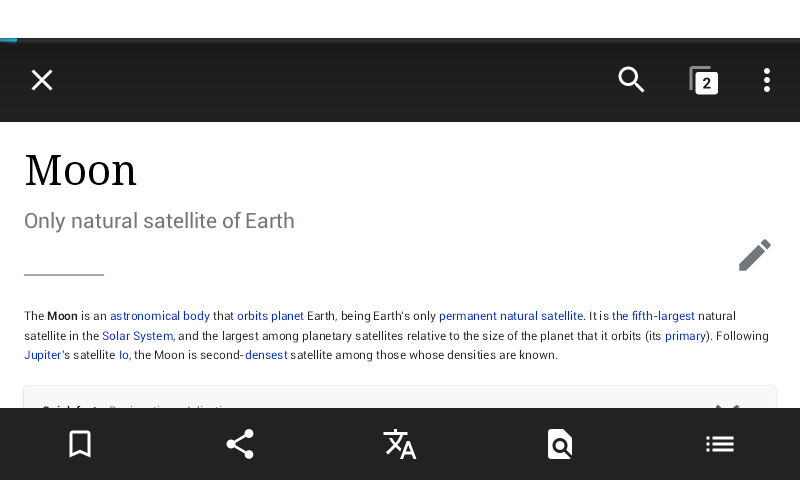 2
Moon
Only natural satellite of Earth
The Moon is an astronomical body that orbits planet Earth, being Earth's only permanent natural satellite. It is the fifth-largest natural
satellite in the Solar System, and the largest among planetary satellites relative to the size of the planet that it orbits (its primary). Following
Jupiter's satellite Io, the Moon is second-densest satellite among those whose densities are known.